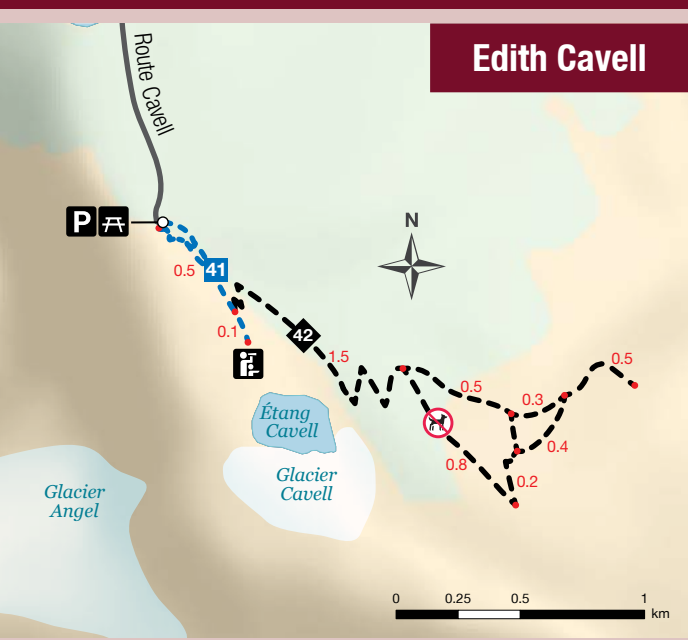 Edith Cavell
Route Cavell
P
N
0.5
41
0.1
42
1.5
0.5
0.3
0.5
0.4
0.8
0.2
Étang
Cavell
Glacier
Cavell
Glacier
Angel
0 0.25 0.5 1
km